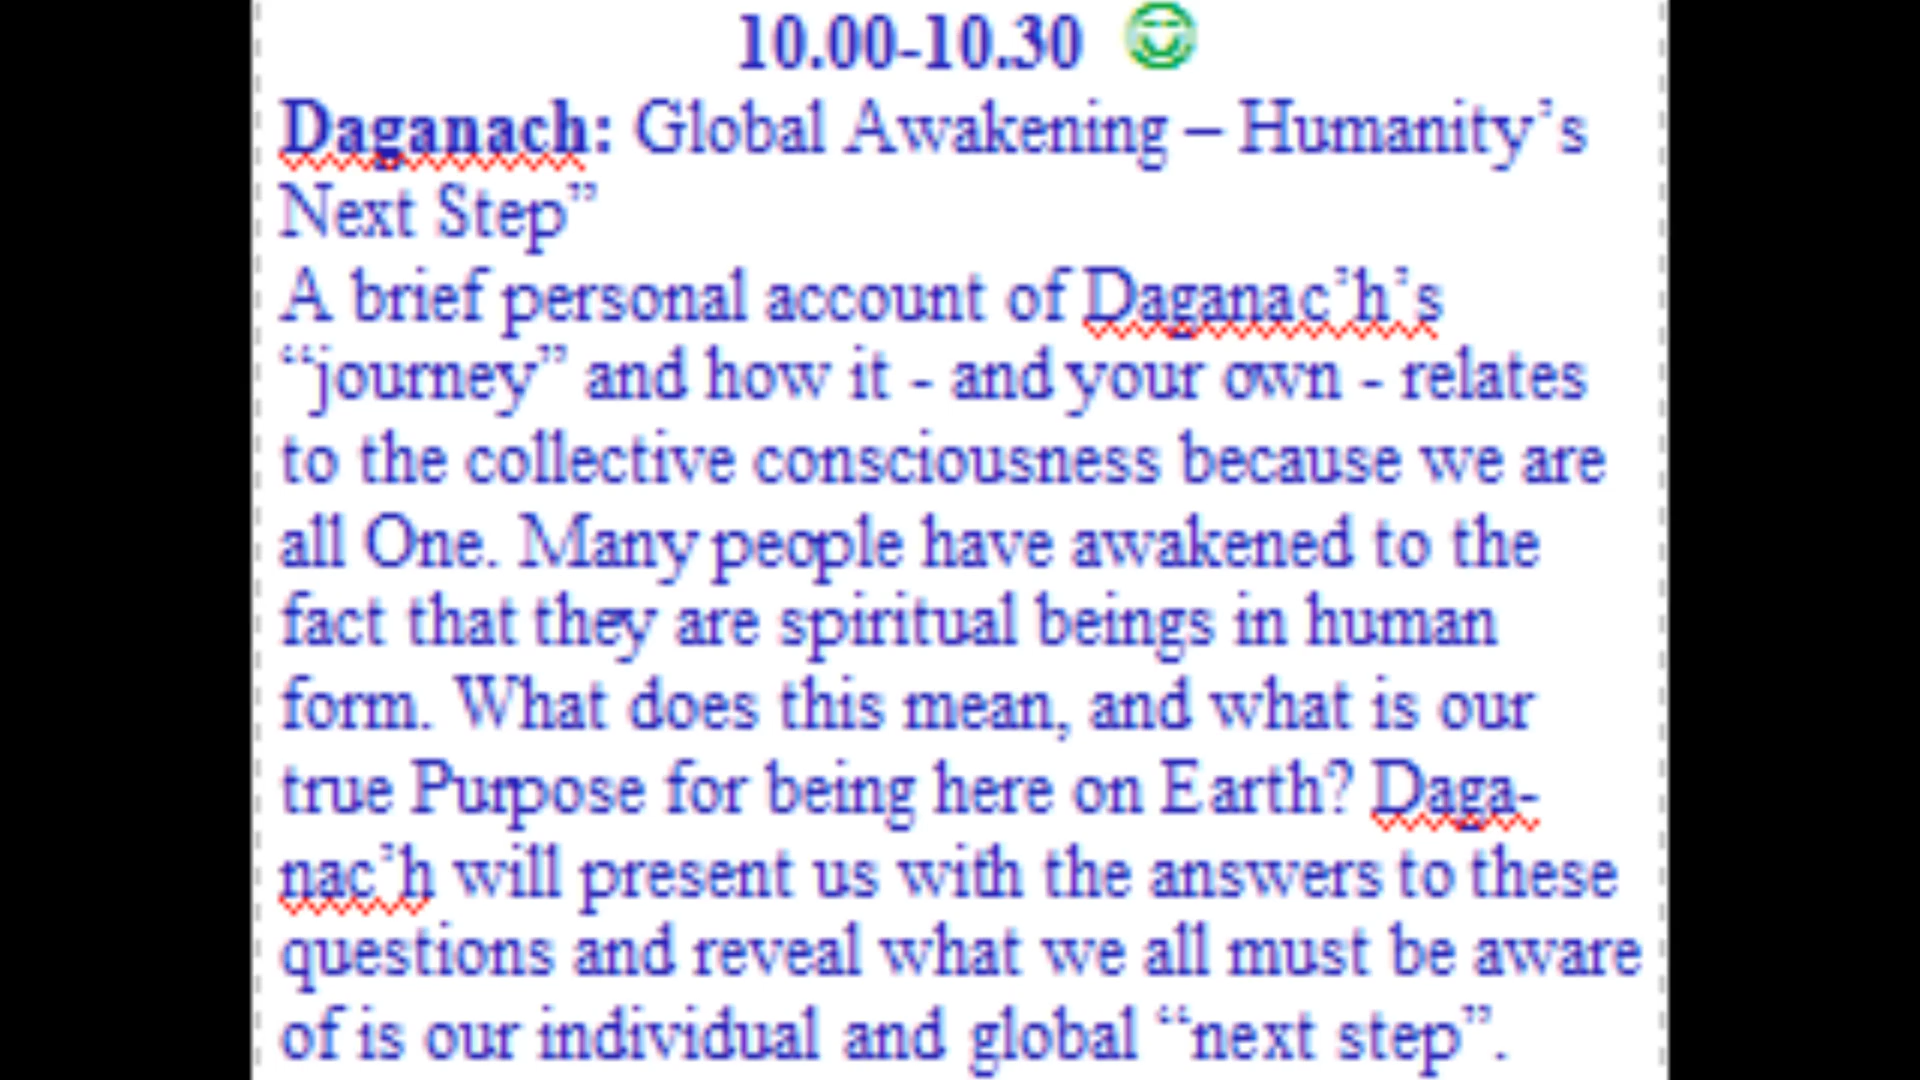 10.00-10.30
Daganach: Global Awakening – Humanity’s
Next Step”
A brief personal account of Daganac’h’s
“journey” and how it - and your own - relates
to the collective consciousness because we are
all One. Many people have awakened to the
fact that they are spiritual beings in human
form. What does this mean, and what is our
true Purpose for being here on Earth? Daga-
nac’h will present us with the answers to these
questions and reveal what we all must be aware
of is our individual and global “next step”.